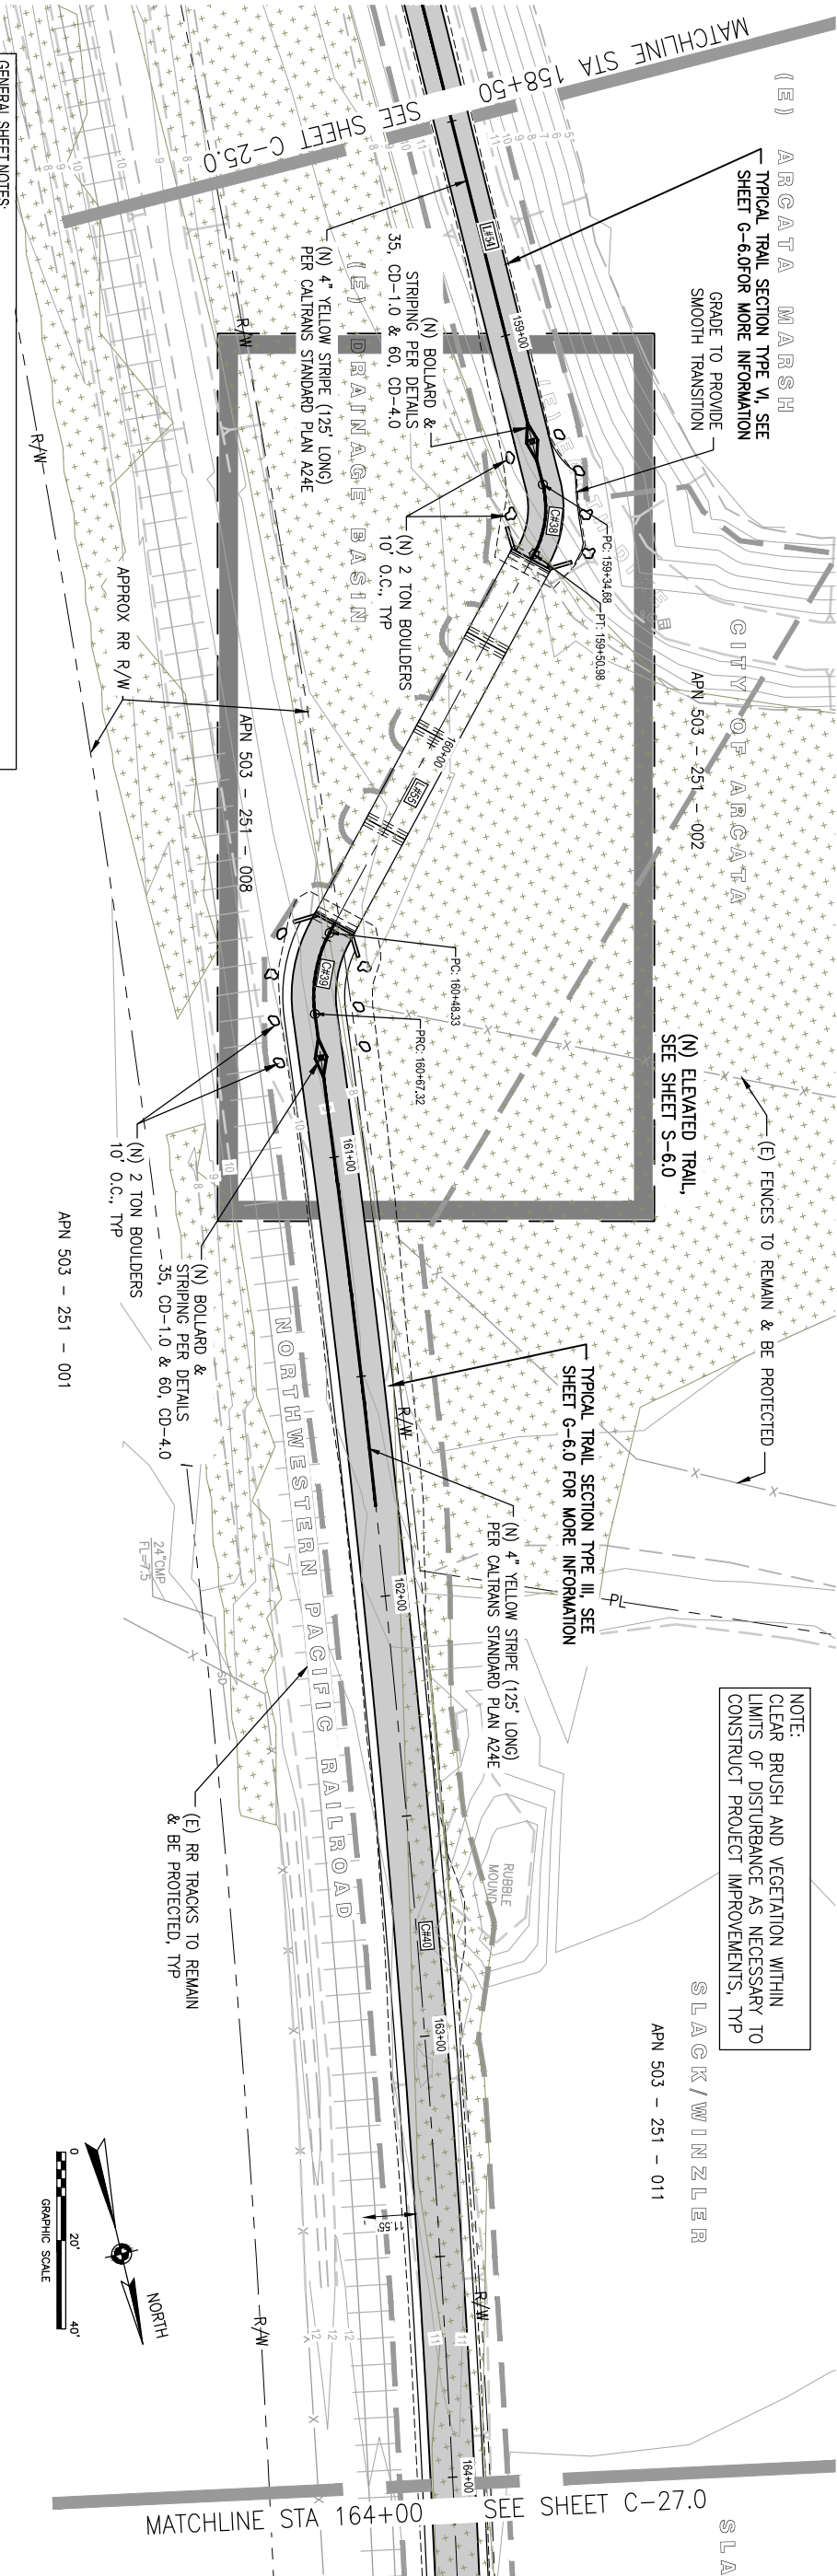 MATCHLINE STA 158+50
SEE SHEET C-25.0
(E) ARCATA MARSH
TYPICAL TRAIL SECTION TYPE VI, SEE
SHEET G-6.0FOR MORE INFORMATION
GRADE TO PROVIDE
SMOOTH TRANSITION
L#54
159+00
(N) 4" YELLOW STRIPE (125' LONG)
PER CALTRANS STANDARD PLAN A24E
(N) BOLLARD &
STRIPING PER DETAILS
35, CD-1.0 & 60, CD-4.0
(E) DRAINAGE BASIN
(N) 2 TON BOULDERS
10' O.C., TYP
C#38
PC: 159+34.68
PT: 159+50.98
CITY OF ARCATA
APN 503 - 251 - 002
160+00
L#55
APPROX RR R/W
R/W
R/W
APN 503 - 251 - 008
C#39
PC: 160+48.33
PRC: 160+67.32
(N) ELEVATED TRAIL,
SEE SHEET S-6.0
(E) FENCES TO REMAIN & BE PROTECTED
161+00
(N) 2 TON BOULDERS
10' O.C., TYP
(N) BOLLARD &
STRIPING PER DETAILS
35, CD-1.0 & 60, CD-4.0
APN 503 - 251 - 001
TYPICAL TRAIL SECTION TYPE III, SEE
SHEET G-6.0 FOR MORE INFORMATION
R/W
(N) 4" YELLOW STRIPE (125' LONG)
PER CALTRANS STANDARD PLAN A24E
162+00
PL
24"CMP
FL=7.5
SD
NORTHWESTERN PACIFIC RAILROAD
(E) RR TRACKS TO REMAIN
& BE PROTECTED, TYP
RUBBLE
MOUND
NOTE:
CLEAR BRUSH AND VEGETATION WITHIN
LIMITS OF DISTURBANCE AS NECESSARY TO
CONSTRUCT PROJECT IMPROVEMENTS, TYP
SLACK/WINZLER
APN 503 - 251 - 011
C#40
163+00
11.55
R/W
R/W
164+00
0 20' 40'
GRAPHIC SCALE
NORTH
MATCHLINE STA 164+00
SEE SHEET C-27.0
SLA
GENERAL SHEET NOTES: